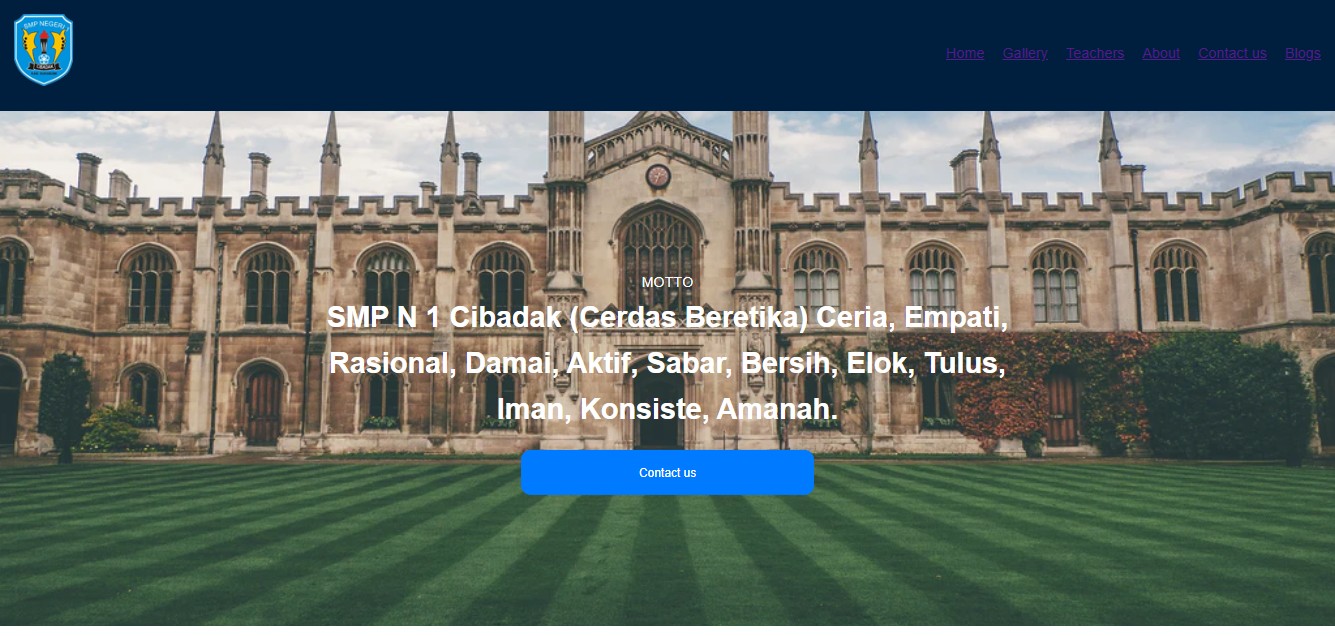 SMP NEGERI 1
CIBADAK
Home Gallery Teachers About Contact us Blogs
MOTTO
SMP N 1 Cibadak (Cerdas Beretika) Ceria, Empati,
Rasional, Damai, Aktif, Sabar, Bersih, Elok, Tulus,
Iman, Konsiste, Amanah.
Contact us